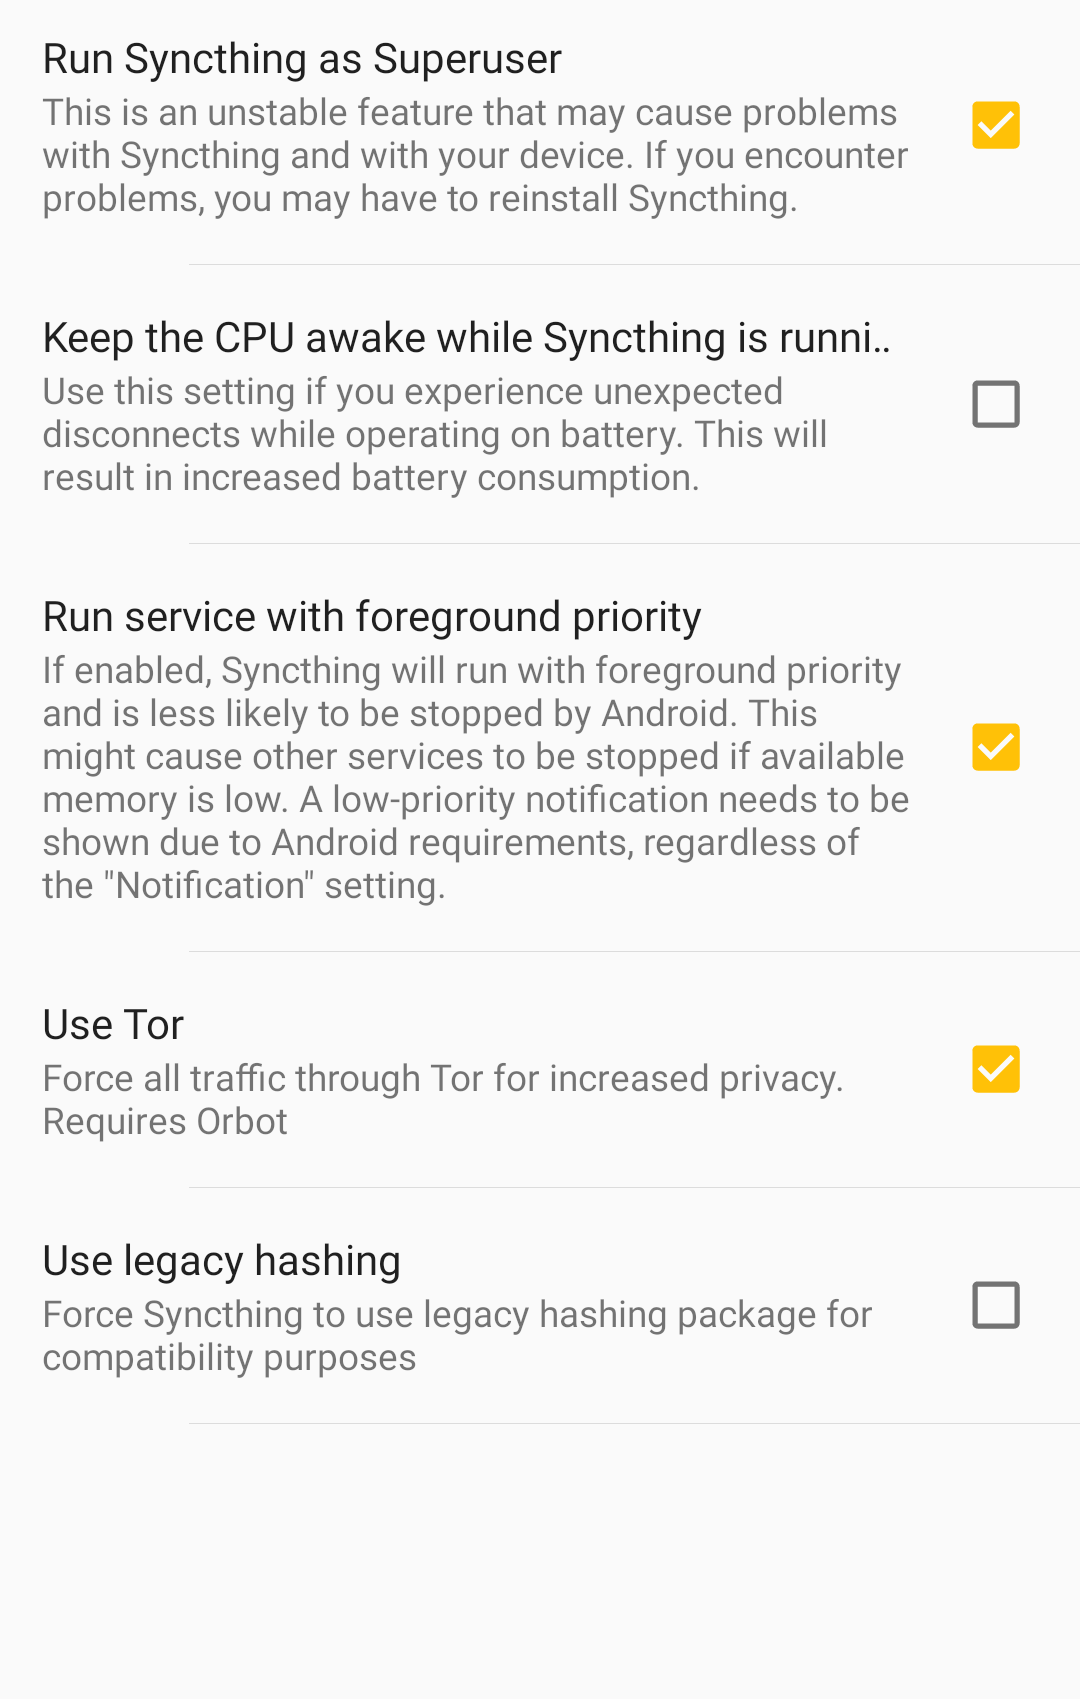 Run Syncthing as Superuser
This is an unstable feature that may cause problems
with Syncthing and with your device. If you encounter
problems, you may have to reinstall Syncthing.
Keep the CPU awake while Syncthing is runni..
Use this setting if you experience unexpected
disconnects while operating on battery. This will
result in increased battery consumption.
Run service with foreground priority
If enabled, Syncthing will run with foreground priority
and is less likely to be stopped by Android. This
might cause other services to be stopped if available
memory is low. A low-priority notification needs to be
shown due to Android requirements, regardless of
the "Notification" setting.
Use Tor
Force all traffic through Tor for increased privacy.
Requires Orbot
Use legacy hashing
Force Syncthing to use legacy hashing package for
compatibility purposes